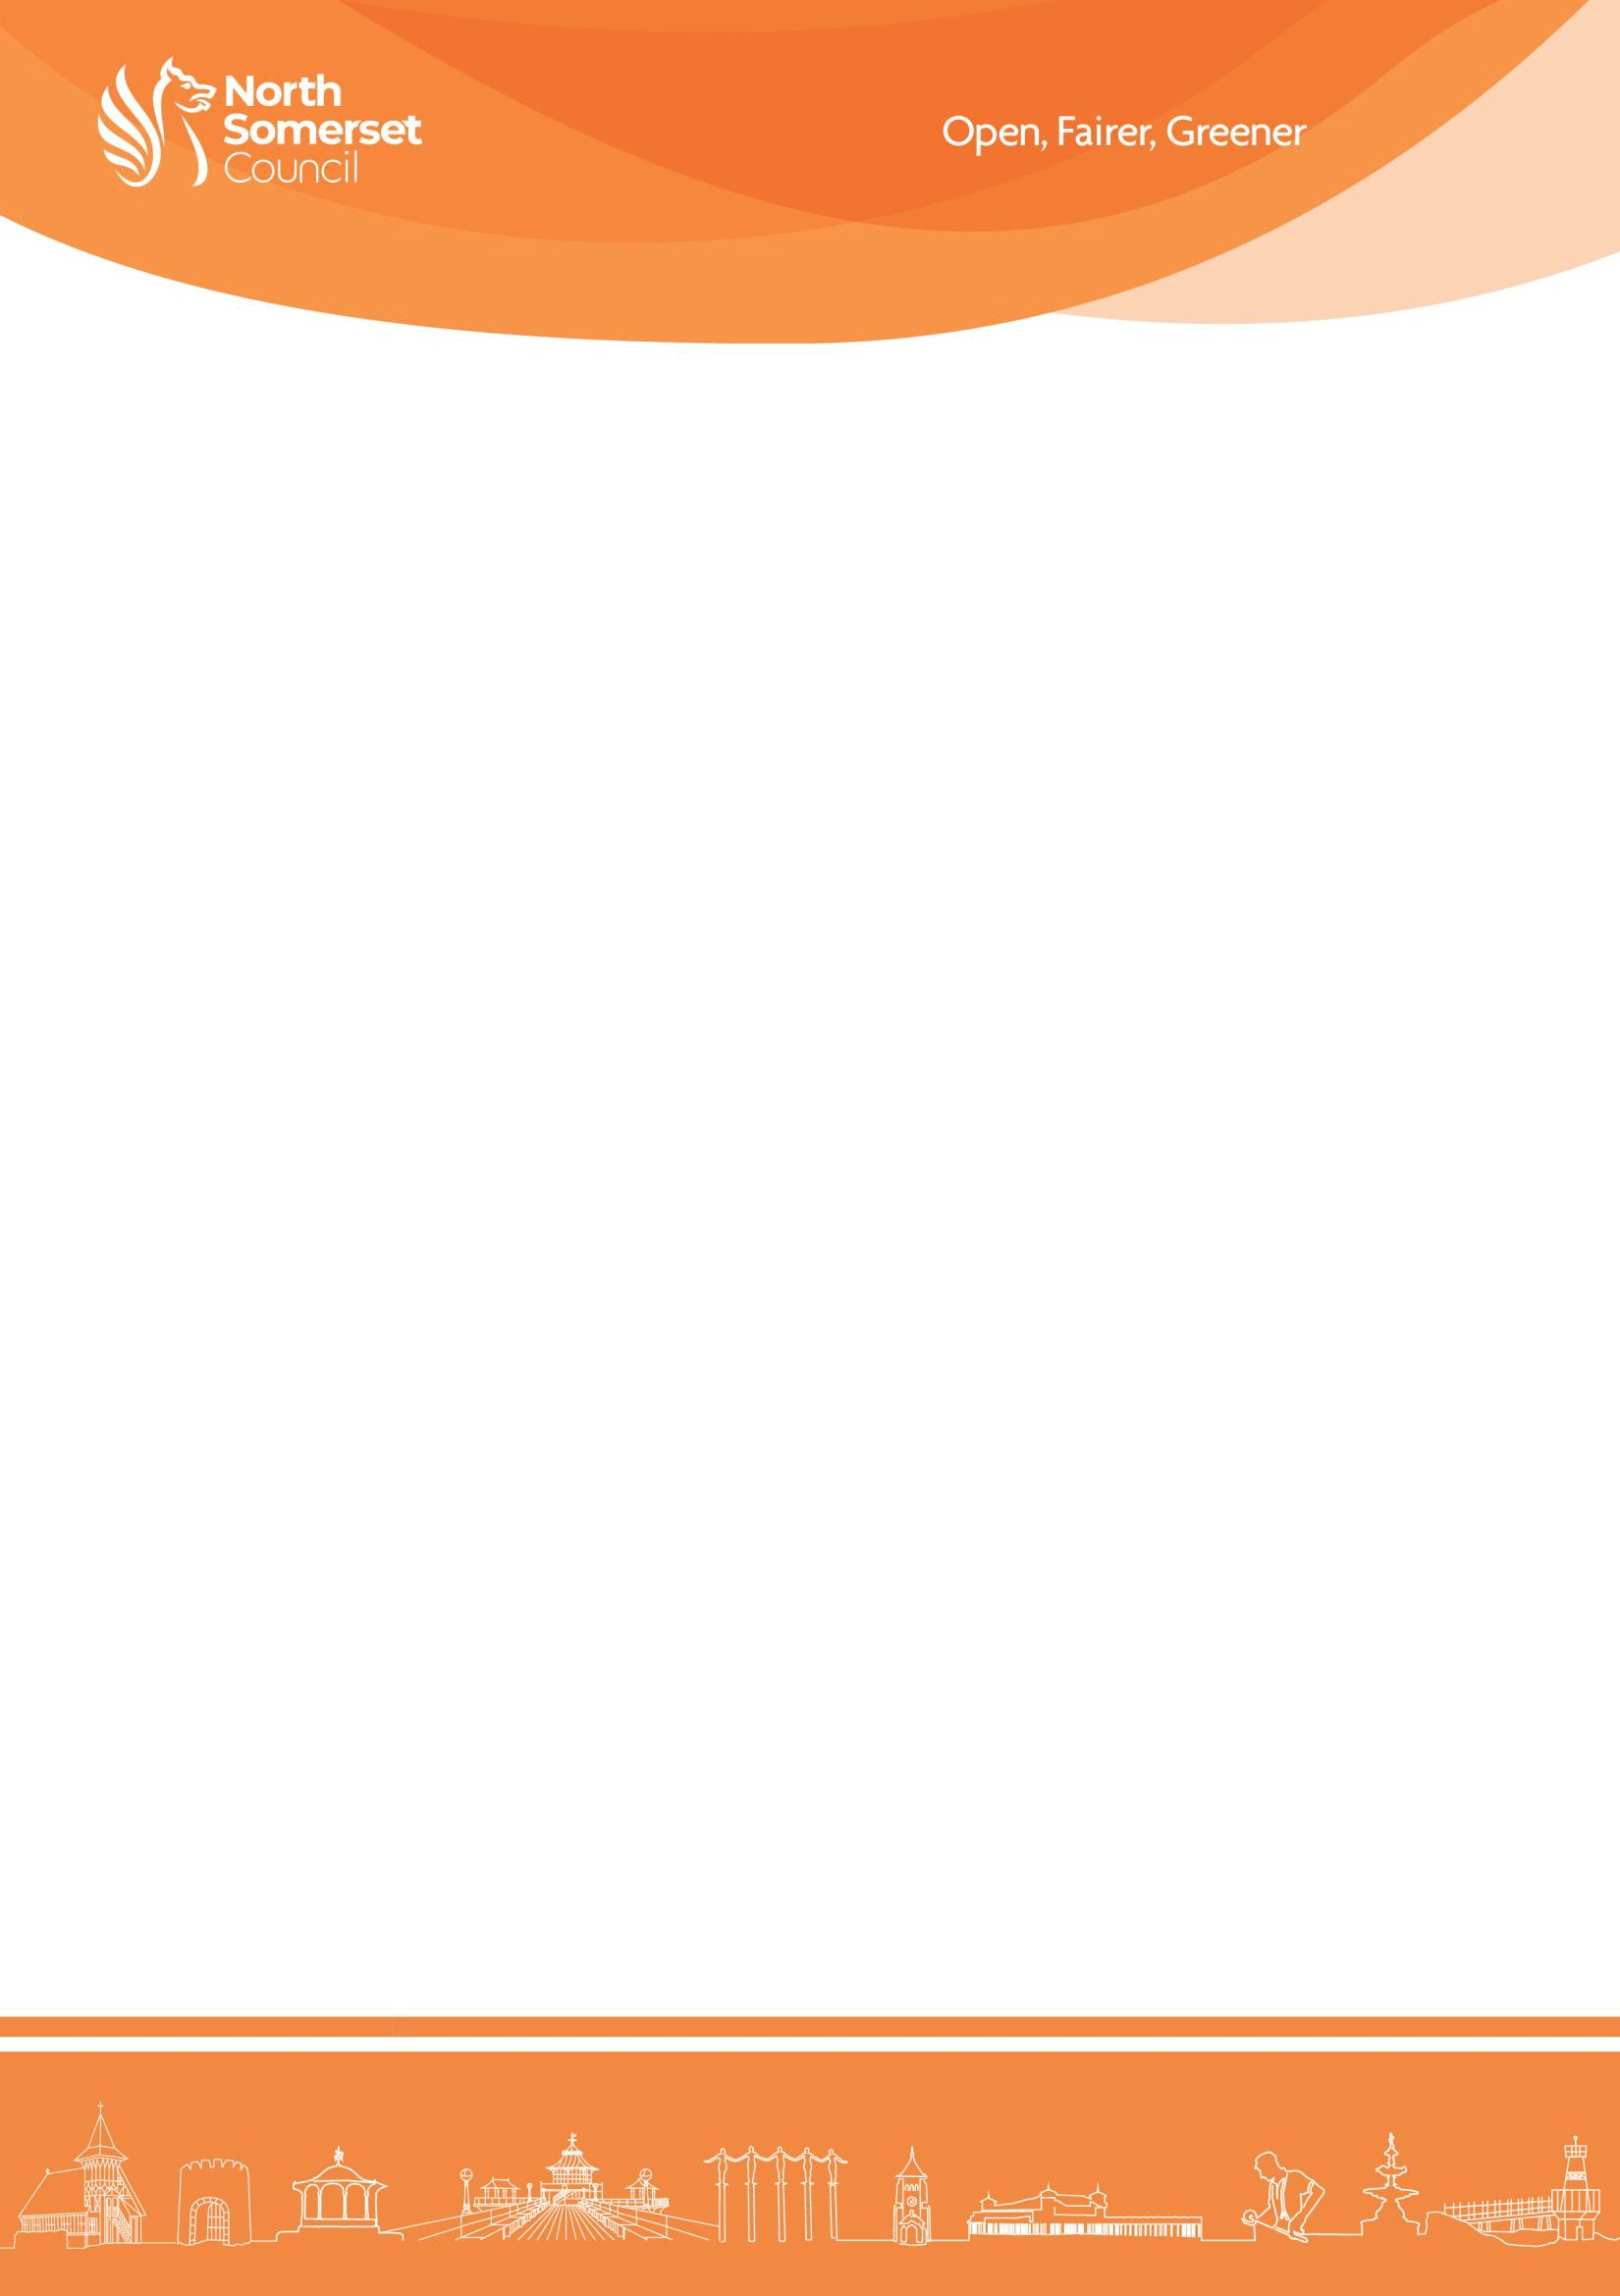 North
Somerset
Council
Open, Fairer, Greener